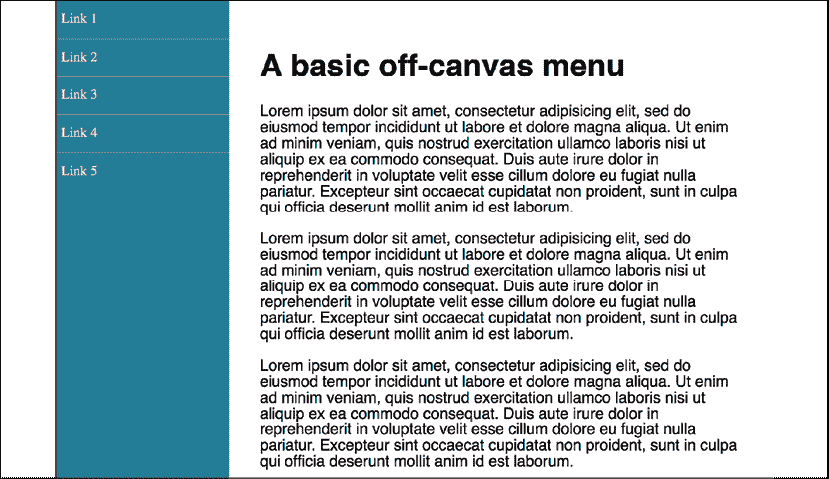 Link 1
Link 2
Link 3
Link 4
Link 5
A basic off-canvas menu
Lorem ipsum dolor sit amet, consectetur adipisicing elit, sed do
eiusmod tempor incididunt ut labore et dolore magna aliqua. Ut enim
ad minim veniam, quis nostrud exercitation ullamco laboris nisi ut
aliquip ex ea commodo consequat. Duis aute irure dolor in
reprehenderit in voluptate velit esse cillum dolore eu fugiat nulla
pariatur. Excepteur sint occaecat cupidatat non proident, sunt in culpa
qui officia deserunt mollit anim id est laborum.
Lorem ipsum dolor sit amet, consectetur adipisicing elit, sed do
eiusmod tempor incididunt ut labore et dolore magna aliqua. Ut enim
ad minim veniam, quis nostrud exercitation ullamco laboris nisi ut
aliquip ex ea commodo consequat. Duis aute irure dolor in
reprehenderit in voluptate velit esse cillum dolore eu fugiat nulla
pariatur. Excepteur sint occaecat cupidatat non proident, sunt in culpa
qui officia deserunt mollit anim id est laborum.
Lorem ipsum dolor sit amet, consectetur adipisicing elit, sed do
eiusmod tempor incididunt ut labore et dolore magna aliqua. Ut enim
ad minim veniam, quis nostrud exercitation ullamco laboris nisi ut
aliquip ex ea commodo consequat. Duis aute irure dolor in
reprehenderit in voluptate velit esse cillum dolore eu fugiat nulla
pariatur. Excepteur sint occaecat cupidatat non proident, sunt in culpa
qui officia deserunt mollit anim id est laborum.